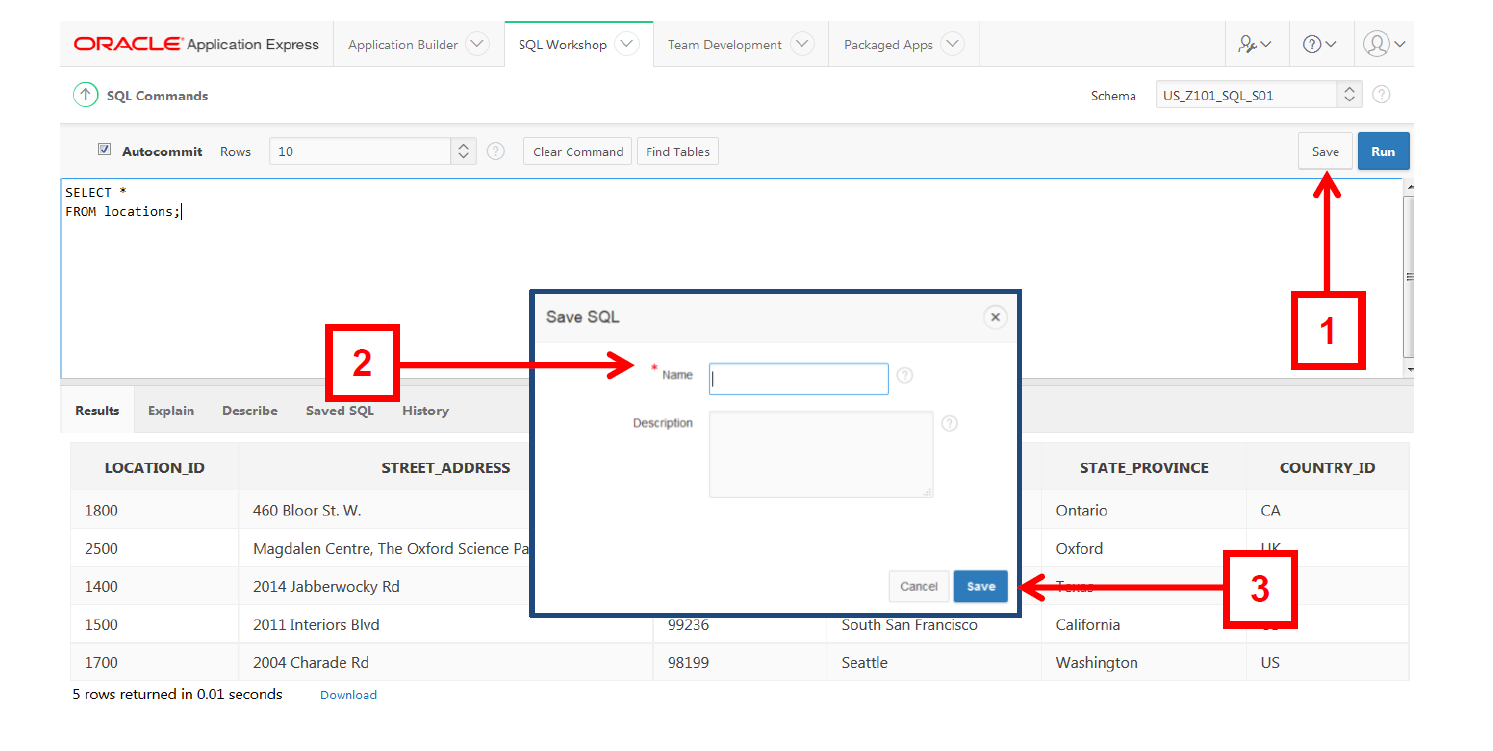 ORACLE Application Express Application Builder SQL Workshop Team Development Packaged Apps
SQL Commands Schema US_Z101_SQL_S01
Autocommit Rows 10 Clear Command Find Tables Save Run
SELECT *
FROM locations;
1
Save SQL
2
* Name
Description
Cancel Save
3
Results Explain Describe Saved SQL History
LOCATION_ID STREET_ADDRESS STATE_PROVINCE COUNTRY_ID
1800 460 Bloor St. W. Ontario CA
2500 Magdalen Centre, The Oxford Science Oxford UK
1400 2014 Jabberwocky Rd Texas
1500 2011 Interiors Blvd 99236 South San Francisco California
1700 2004 Charade Rd 98199 Seattle Washington US
5 rows returned in 0.01 seconds Download